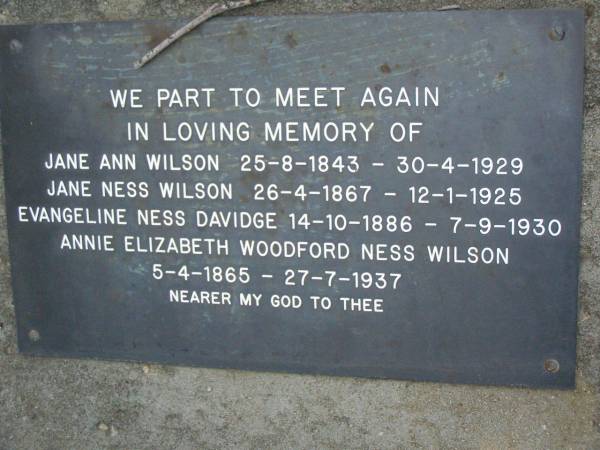 WE PART TO MEET AGAIN
IN LOVING MEMORY OF
JANE ANN WILSON 25-8-1843 - 30-4-1929
JANE NESS WILSON 26-4-1867 - 12-1-1925
EVANGELINE NESS DAVIDGE 14-10-1886 - 7-9-1930
ANNIE ELIZABETH WOODFORD NESS WILSON
5-4-1865 - 27-7-1937
NEARER MY GOD TO THEE